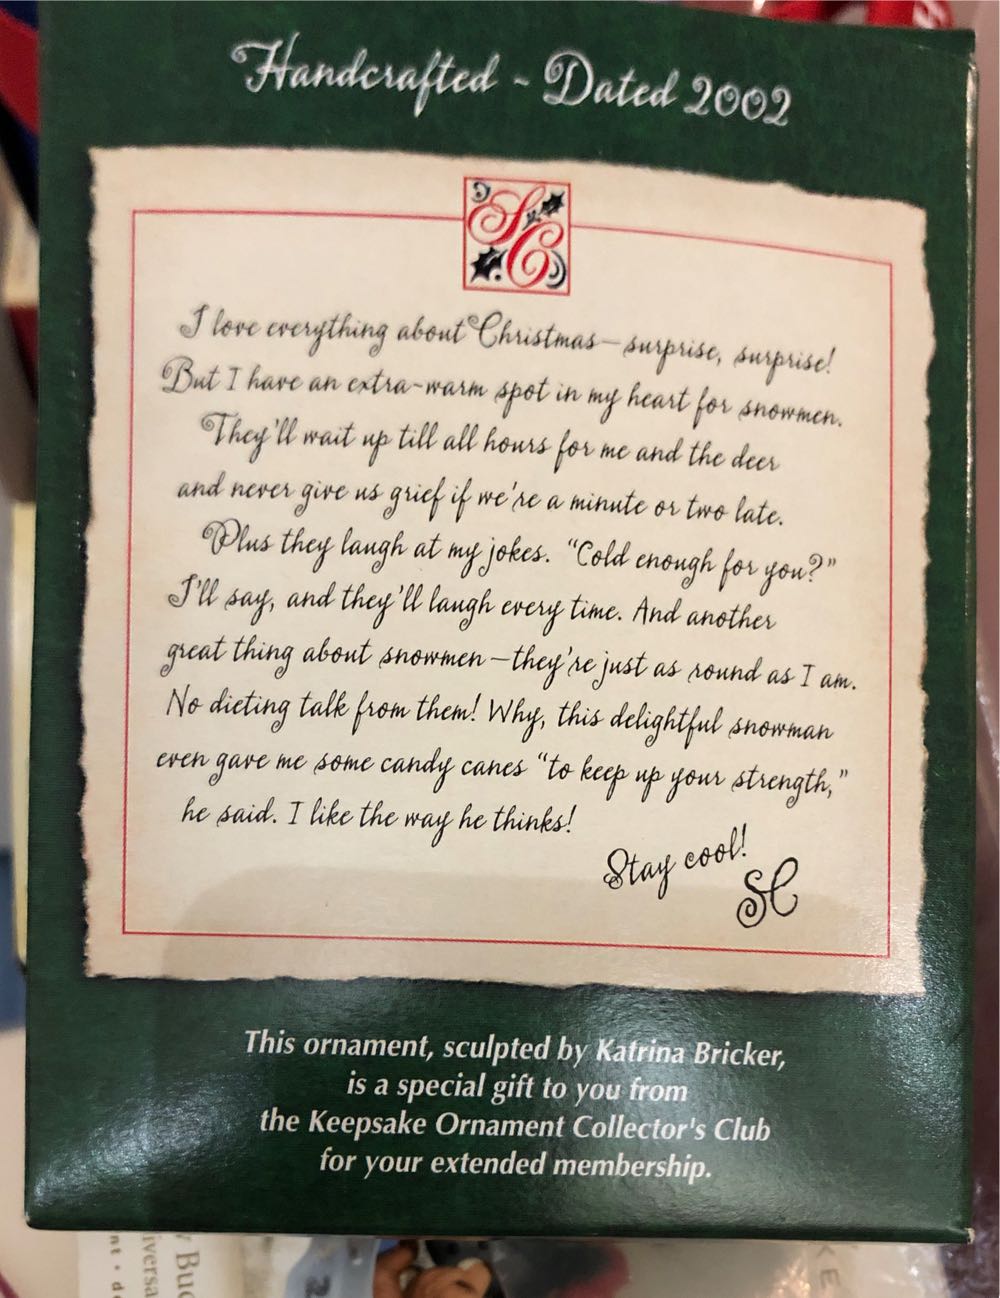 Handcrafted ~ Dated 2002
SC
I love everything about Christmas—surprise, surprise!
But I have an extra-warm spot in my heart for snowmen.
They'll wait up till all hours for me and the deer
and never give us grief if we're a minute or two late.
Plus they laugh at my jokes. "Cold enough for you?"
I'll say, and they'll laugh every time. And another
great thing about snowmen—they're just as round as I am.
No dieting talk from them! Why, this delightful snowman
even gave me some candy canes "to keep up your strength,"
he said. I like the way he thinks!
Stay cool!
SC
This ornament, sculpted by Katrina Bricker,
is a special gift to you from
the Keepsake Ornament Collector's Club
for your extended membership.